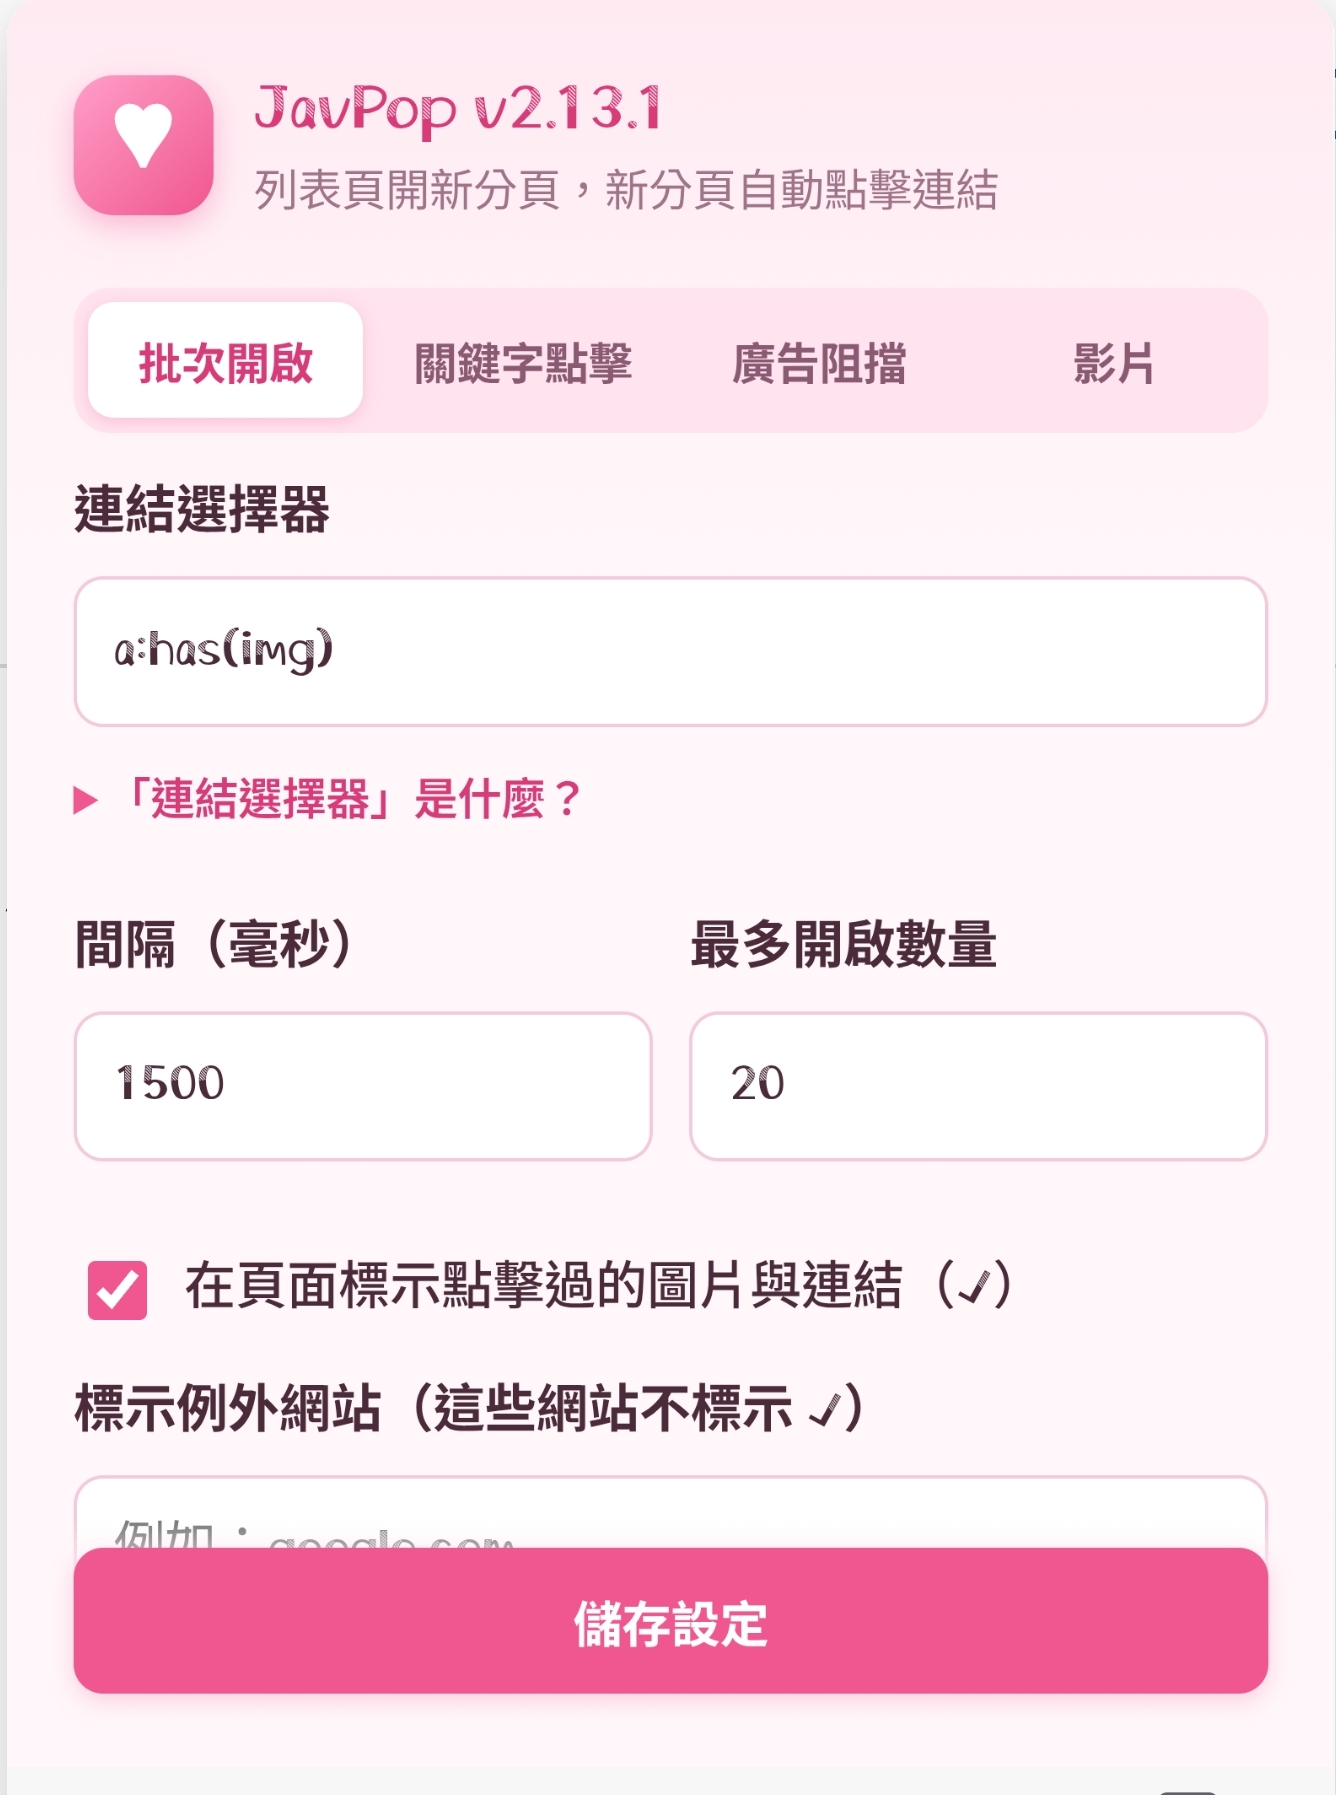 JavPop v2.13.1
列表頁開新分頁，新分頁自動點擊連結
批次開啟
關鍵字點擊
廣告阻擋
影片
連結選擇器
a:has(img)
▶「連結選擇器」是什麼？
間隔（毫秒）
最多開啟數量
1500
20
在頁面標示點擊過的圖片與連結（✓）
標示例外網站（這些網站不標示 ✓）
例如：google.com
儲存設定